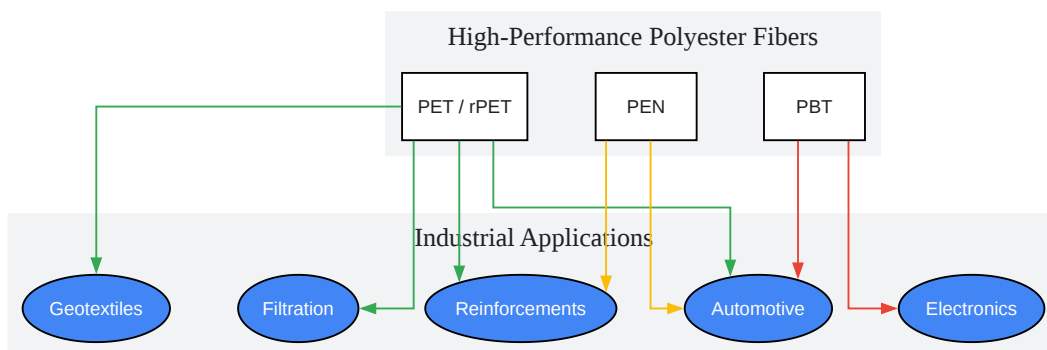 High-Performance Polyester Fibers
PET / rPET
PEN
PBT
Industrial Applications
Geotextiles
Filtration
Reinforcements
Automotive
Electronics